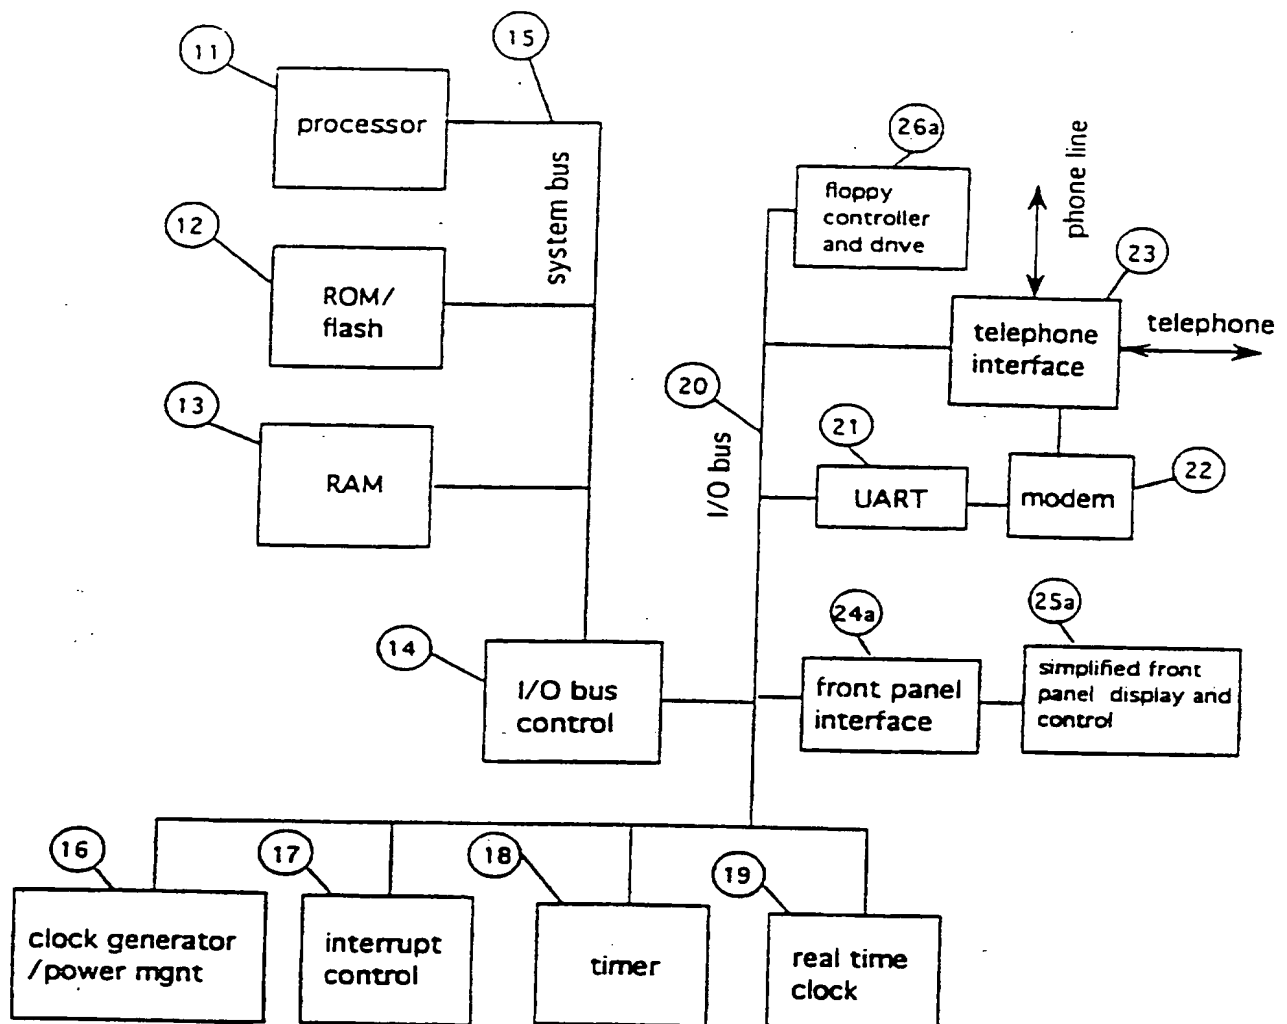 11
15
processor
system bus
12
ROM/
flash
13
RAM
14
I/O bus
control
26a
floppy
controller
and drive
phone line
23
telephone
interface
telephone
20
I/O bus
21
UART
22
modem
24a
front panel
interface
25a
simplified front
panel display and
control
16
clock generator
/power mgnt
17
interrupt
control
18
timer
19
real time
clock